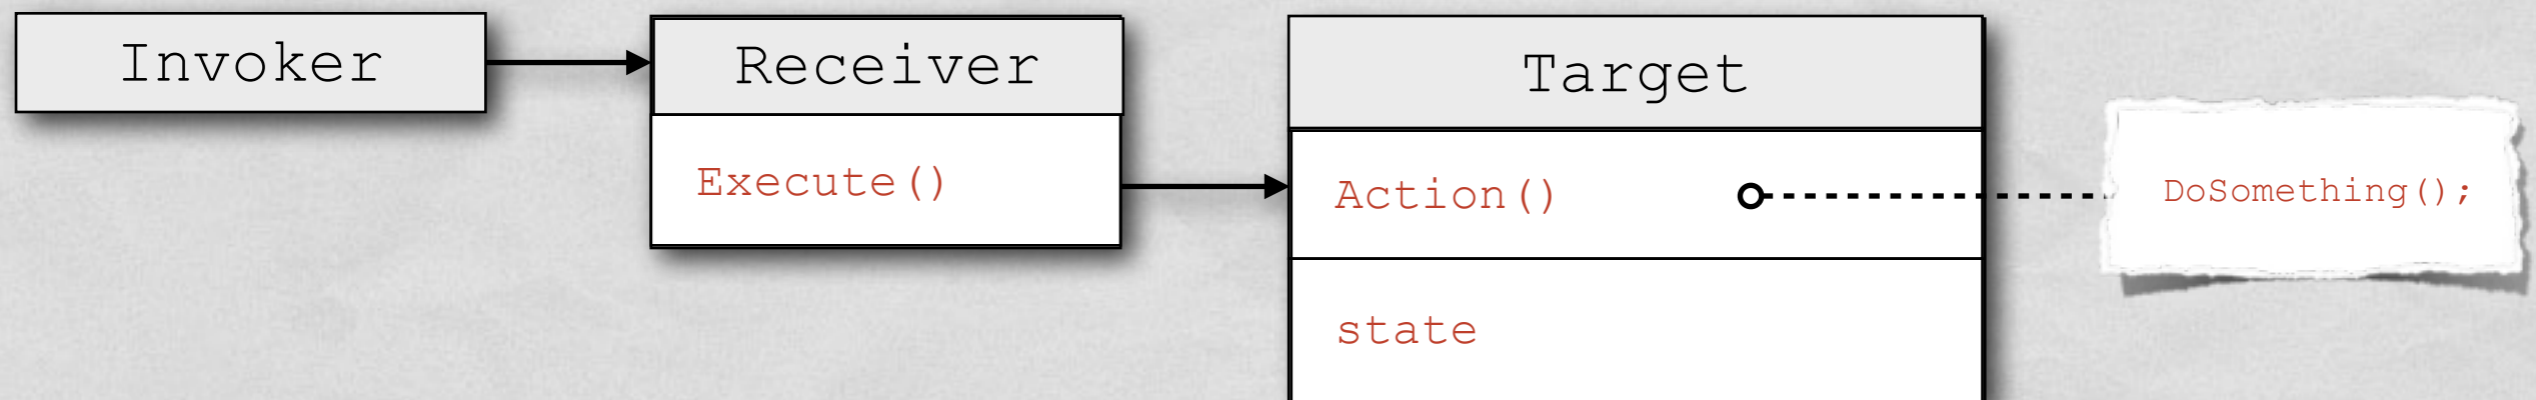 Invoker
Receiver
Execute()
Target
Action()
state
DoSomething();